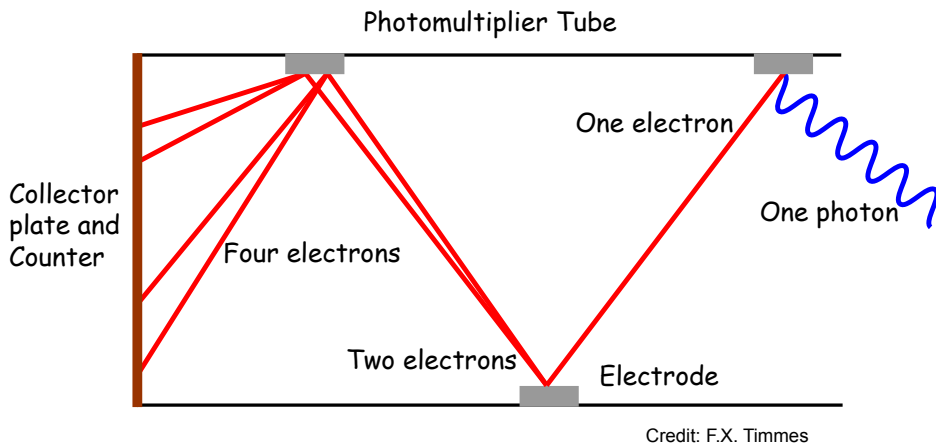 Photomultiplier Tube
One electron
One photon
Collector
plate and
Counter
Four electrons
Two electrons
Electrode
Credit: F.X. Timmes